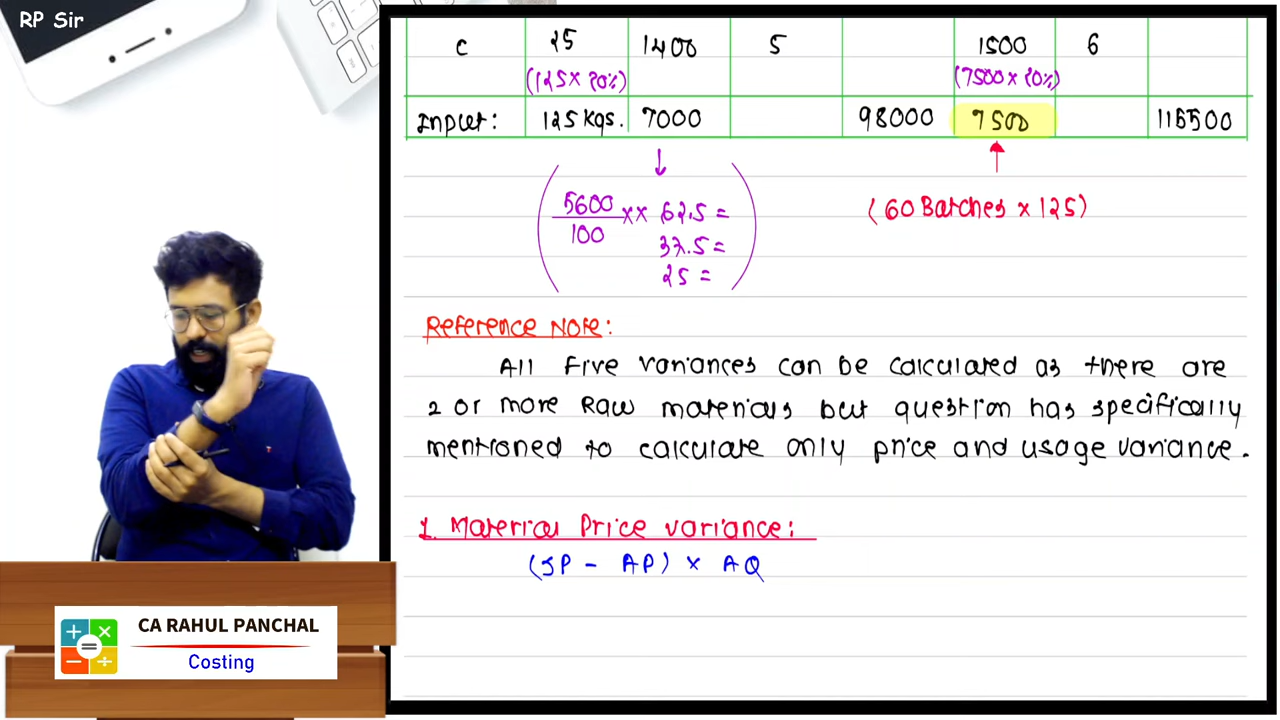 RP Sir
C 25 1400 5 1500 6
(125 x 20%) (7500 x 20%)
Input: 125 Kgs. 7000 98000 7500 115500
5600
100
xx 62.5 =
37.5 =
25 =
(60 Batches x 125)
Reference Note:
All Five variances can be calculated as there are
2 or more Raw materials but question has specifically
mentioned to calculate only price and usage variance.
1. Material Price variance:
(SP - AP) x AQ
CA RAHUL PANCHAL
Costing